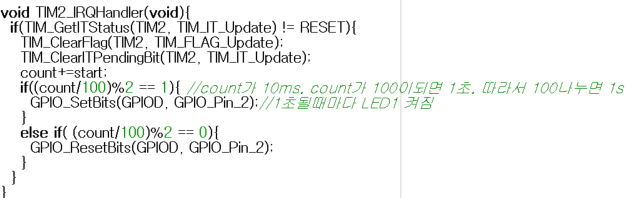 void TIM2_IRQHandler(void){
if(TIM_GetITStatus(TIM2, TIM_IT_Update) != RESET){
TIM_ClearFlag(TIM2, TIM_FLAG_Update);
TIM_ClearITPendingBit(TIM2, TIM_IT_Update);
count+=start;
if((count/100)%2 == 1){ //count가 10ms, count가 100이되면 1초, 따라서 100나누면 1s
GPIO_SetBits(GPIOD, GPIO_Pin_2);//1초될때마다 LED1 켜짐
}
else if( (count/100)%2 == 0){
GPIO_ResetBits(GPIOD, GPIO_Pin_2);
}
}
}